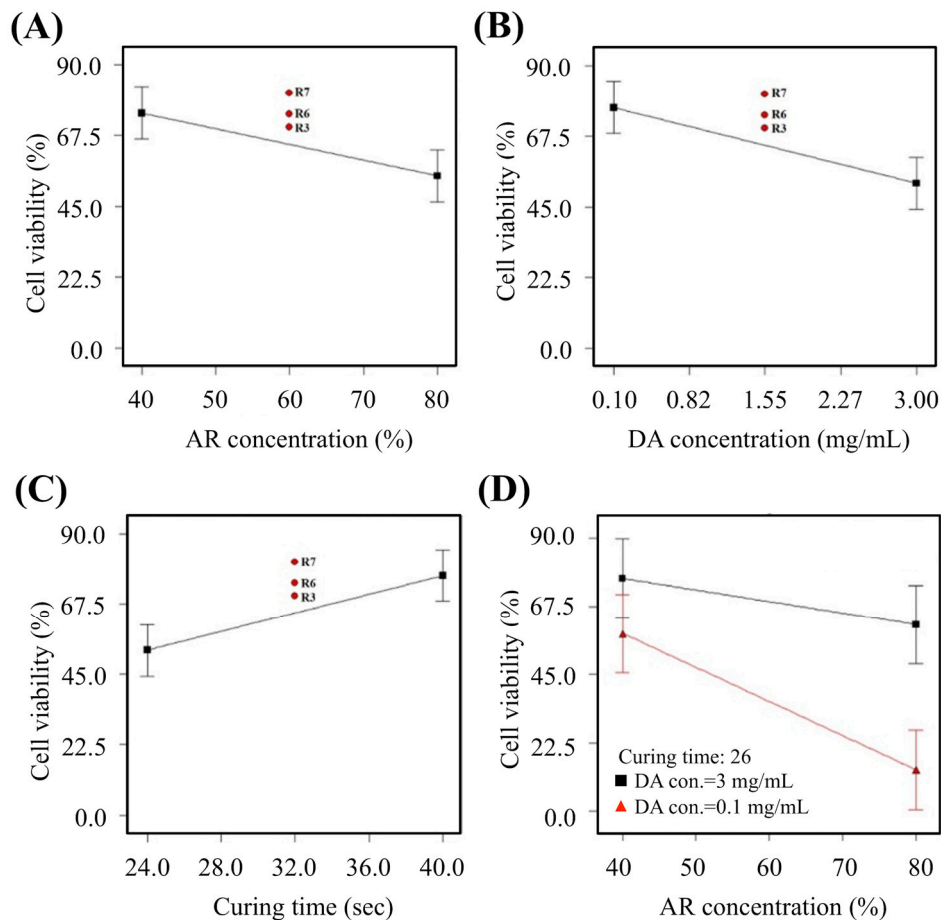 (A)
90.0
67.5
45.0
22.5
0.0
Cell viability (%)
R7
R6
R3
40 50 60 70 80
AR concentration (%)
(B)
90.0
67.5
45.0
22.5
0.0
Cell viability (%)
R7
R6
R3
0.10 0.82 1.55 2.27 3.00
DA concentration (mg/mL)
(C)
90.0
67.5
45.0
22.5
0.0
Cell viability (%)
R7
R6
R3
24.0 28.0 32.0 36.0 40.0
Curing time (sec)
(D)
90.0
67.5
45.0
22.5
0.0
Cell viability (%)
Curing time: 26
DA con.=3 mg/mL
DA con.=0.1 mg/mL
40 50 60 70 80
AR concentration (%)